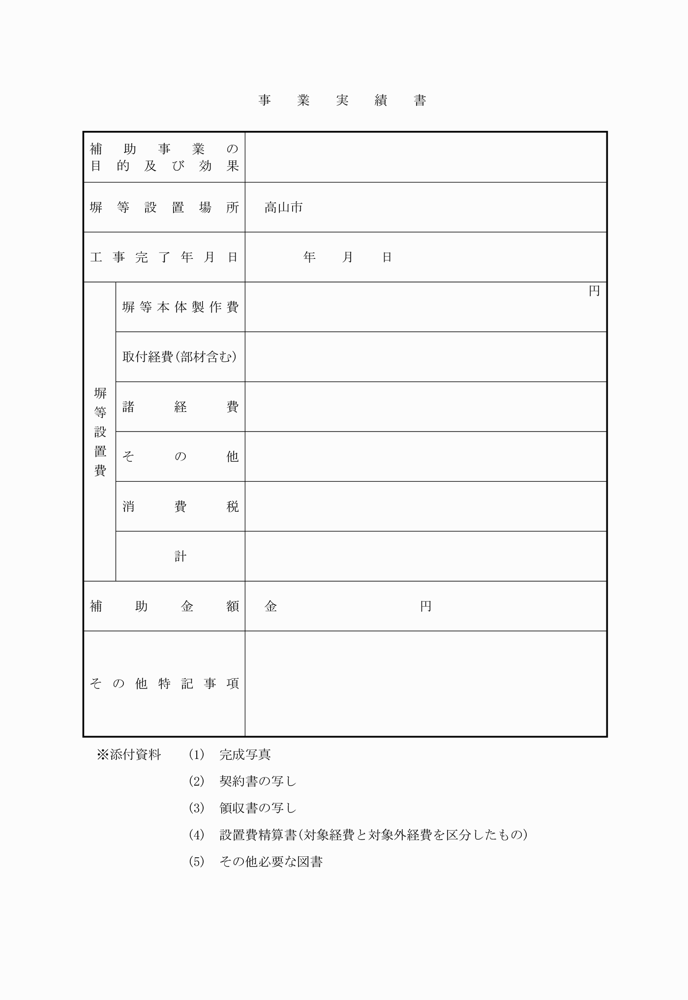 事業実績書
補助事業の
目的及び効果
塀等設置場所 高山市
工事完了年月日 年 月 日
塀等設置費
塀等本体製作費 円
取付経費(部材含む)
諸経費
その他
消費税
計
補助金額 金 円
その他特記事項
※添付資料 (1) 完成写真
(2) 契約書の写し
(3) 領収書の写し
(4) 設置費精算書(対象経費と対象外経費を区分したもの)
(5) その他必要な図書